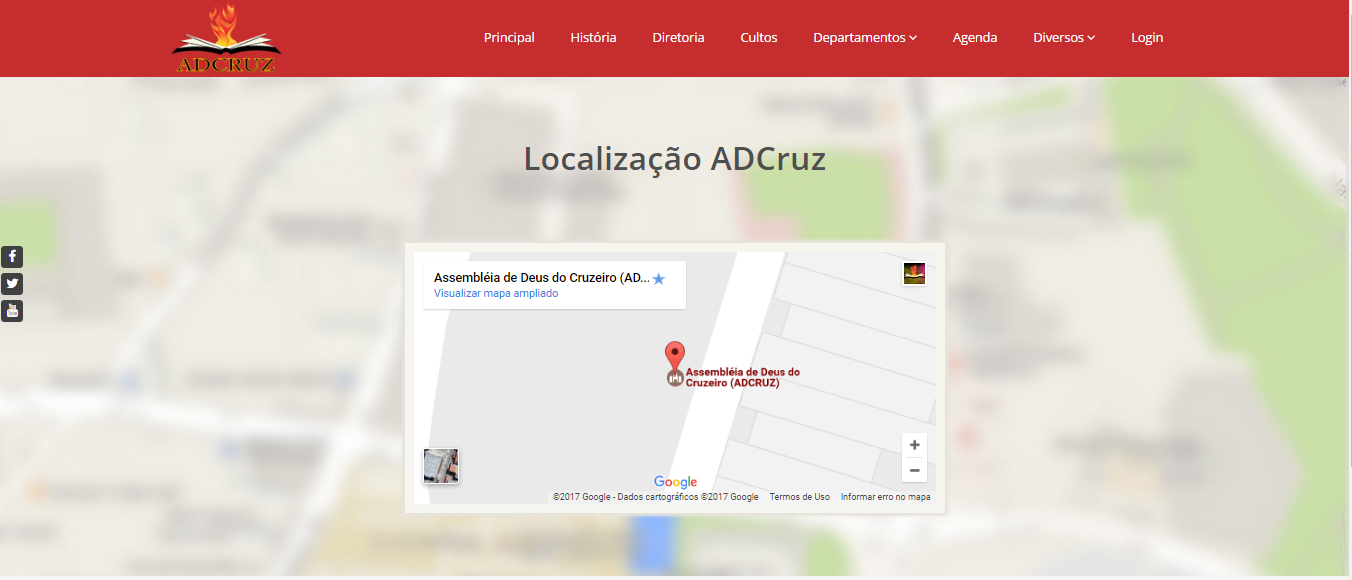 ADCRUZ
Principal História Diretoria Cultos Departamentos Agenda Diversos Login
Localização ADCruz
Assembléia de Deus do Cruzeiro (AD...
Visualizar mapa ampliado
Assembléia de Deus do
Cruzeiro (ADCRUZ)
Google
©2017 Google - Dados cartográficos ©2017 Google Termos de Uso Informar erro no mapa